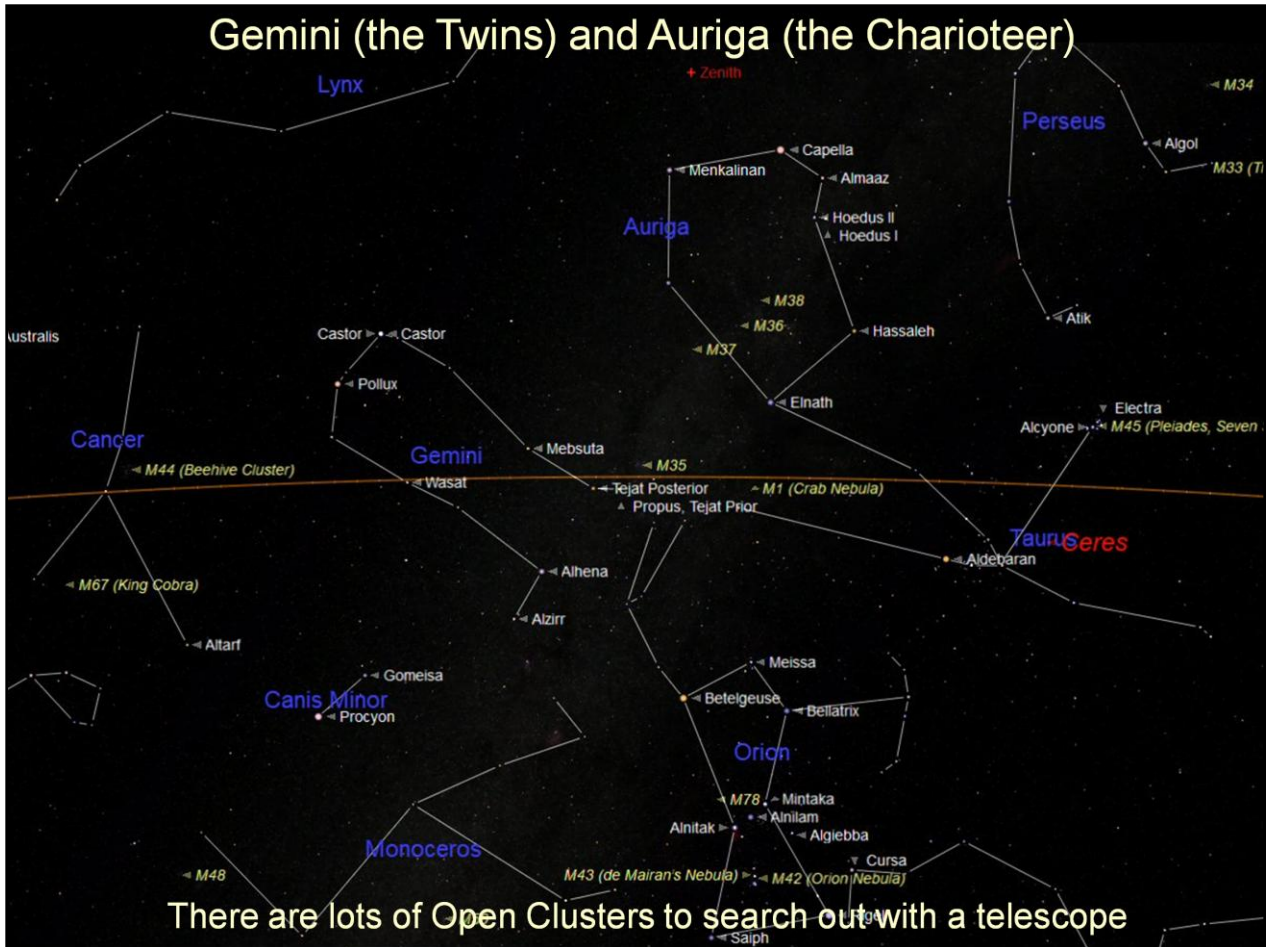 Gemini (the Twins) and Auriga (the Charioteer)
Zenith
Lynx
M34
Perseus
Algol
Capella
M33 (Tr
Menkalinan
Almaaz
Hoedus II
Auriga
Hoedus I
M38
Atik
M36
Hassaleh
Castor
Castor
ustralis
M37
Pollux
Elnath
Electra
Alcyone
M45 (Pleiades, Seven
Cancer
Mebsuta
Gemini
M35
M44 (Beehive Cluster)
Wasat
Tejat Posterior
M1 (Crab Nebula)
Propus, Tejat Prior
Taurus
Ceres
Aldebaran
Alhena
M67 (King Cobra)
Alzirr
Altarf
Meissa
Gomeisa
Canis Minor
Betelgeuse
Procyon
Bellatrix
Orion
M78
Mintaka
Alnilam
Alnitak
Algiebba
Monoceros
Cursa
M48
M43 (de Mairan's Nebula)
M42 (Orion Nebula)
There are lots of Open Clusters to search out with a telescope
Rigel
Saiph